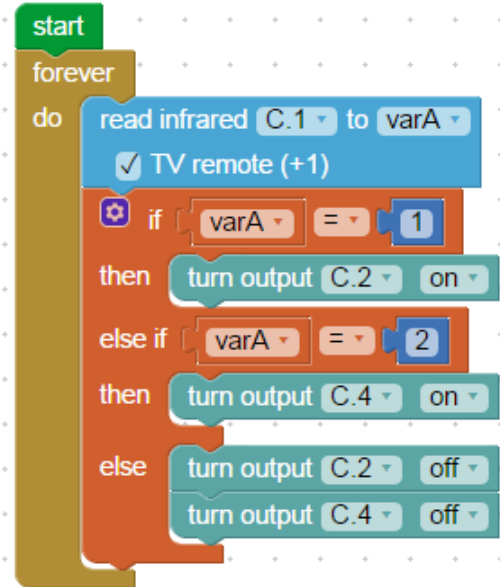 start
forever
do read infrared C.1 to varA
TV remote (+1)
if varA = 1
then turn output C.2 on
else if varA = 2
then turn output C.4 on
else turn output C.2 off
turn output C.4 off